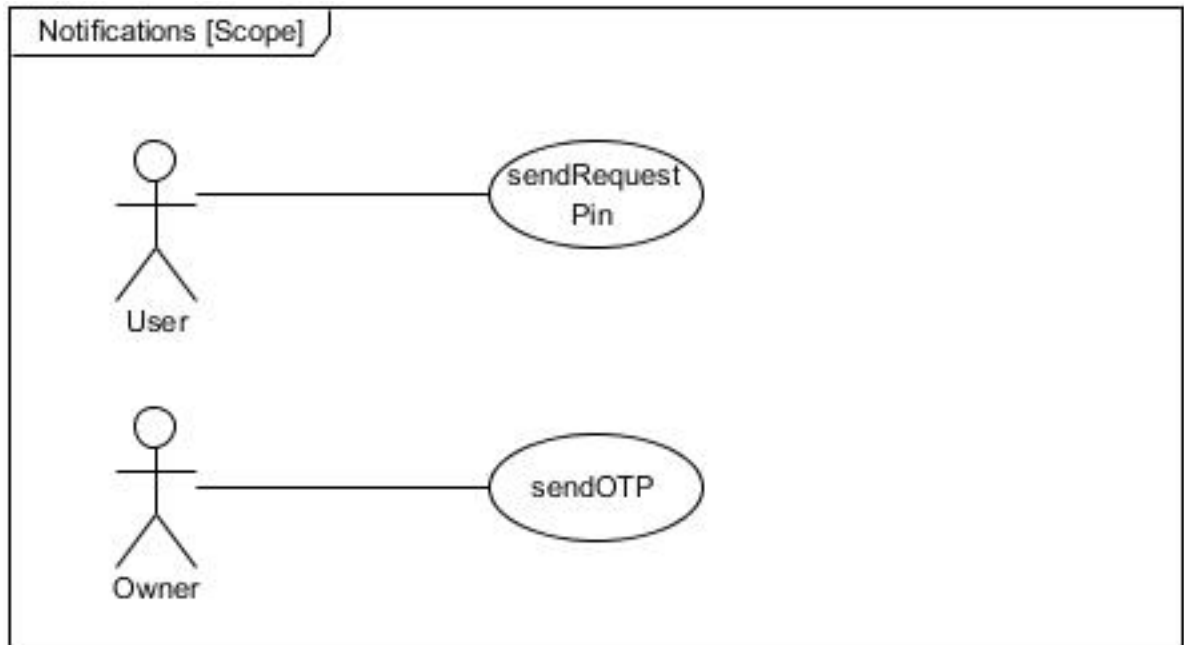 Notifications [Scope]
sendRequest
Pin
User
sendOTP
Owner